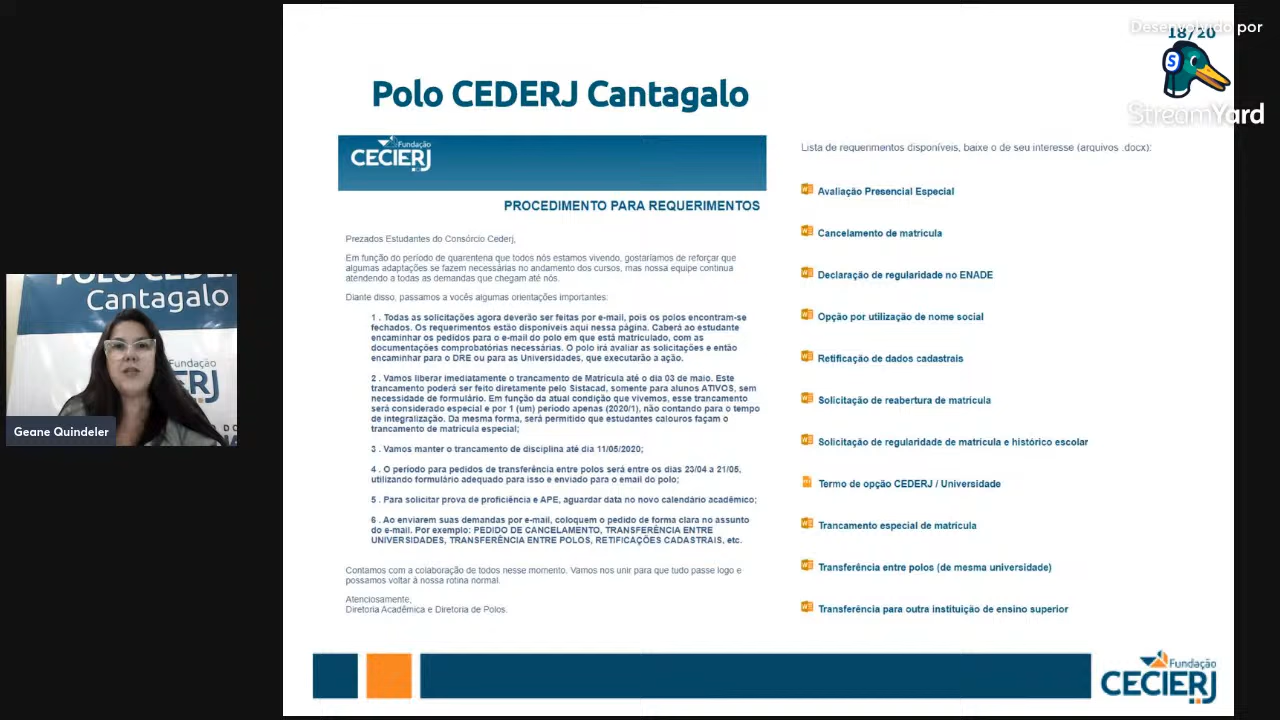 Desenvolvido por
18/20
StreamYard
Polo CEDERJ Cantagalo
Fundação
CECIERJ
PROCEDIMENTO PARA REQUERIMENTOS
Prezados Estudantes do Consórcio Cederj,
Em função do período de quarentena que todos nós estamos vivendo, gostaríamos de reforçar que
algumas adaptações se fazem necessárias no andamento dos cursos, mas nossa equipe continua
atendendo a todas as demandas que chegam até nós.
Diante disso, passamos a vocês algumas orientações importantes:
1 . Todas as solicitações agora deverão ser feitas por e-mail, pois os polos encontram-se
fechados. Os requerimentos estão disponíveis aqui nessa página. Caberá ao estudante
encaminhar os pedidos para o e-mail do polo em que está matriculado, com as
documentações comprobatórias necessárias. O polo irá avaliar as solicitações e então
encaminhar para o DRE ou para as Universidades, que executarão a ação.
2 . Vamos liberar imediatamente o trancamento de Matrícula até o dia 03 de maio. Este
trancamento poderá ser feito diretamente pelo Sistacad, somente para alunos ATIVOS, sem
necessidade de formulário. Em função da atual condição que vivemos, esse trancamento
será considerado especial e por 1 (um) período apenas (2020/1), não contando para o tempo
de integralização. Da mesma forma, será permitido que estudantes calouros façam o
trancamento de matrícula especial;
3 . Vamos manter o trancamento de disciplina até dia 11/05/2020;
4 . O período para pedidos de transferência entre polos será entre os dias 23/04 a 21/05,
utilizando formulário adequado para isso e enviado para o email do polo;
5 . Para solicitar prova de proficiência e APE, aguardar data no novo calendário acadêmico;
6 . Ao enviarem suas demandas por e-mail, coloquem o pedido de forma clara no assunto
do e-mail. Por exemplo: PEDIDO DE CANCELAMENTO, TRANSFERÊNCIA ENTRE
UNIVERSIDADES, TRANSFERÊNCIA ENTRE POLOS, RETIFICAÇÕES CADASTRAIS, etc.
Contamos com a colaboração de todos nesse momento. Vamos nos unir para que tudo passe logo e
possamos voltar à nossa rotina normal.
Atenciosamente,
Diretoria Acadêmica e Diretoria de Polos.
Lista de requerimentos disponíveis, baixe o de seu interesse (arquivos .docx):
Avaliação Presencial Especial
Cancelamento de matrícula
Declaração de regularidade no ENADE
Opção por utilização de nome social
Retificação de dados cadastrais
Solicitação de reabertura de matrícula
Solicitação de regularidade de matrícula e histórico escolar
Termo de opção CEDERJ / Universidade
Trancamento especial de matrícula
Transferência entre polos (de mesma universidade)
Transferência para outra instituição de ensino superior
POLO CEDERJ
Cantagalo
Fundação
Geane Quindeler
Fundação
CECIERJ